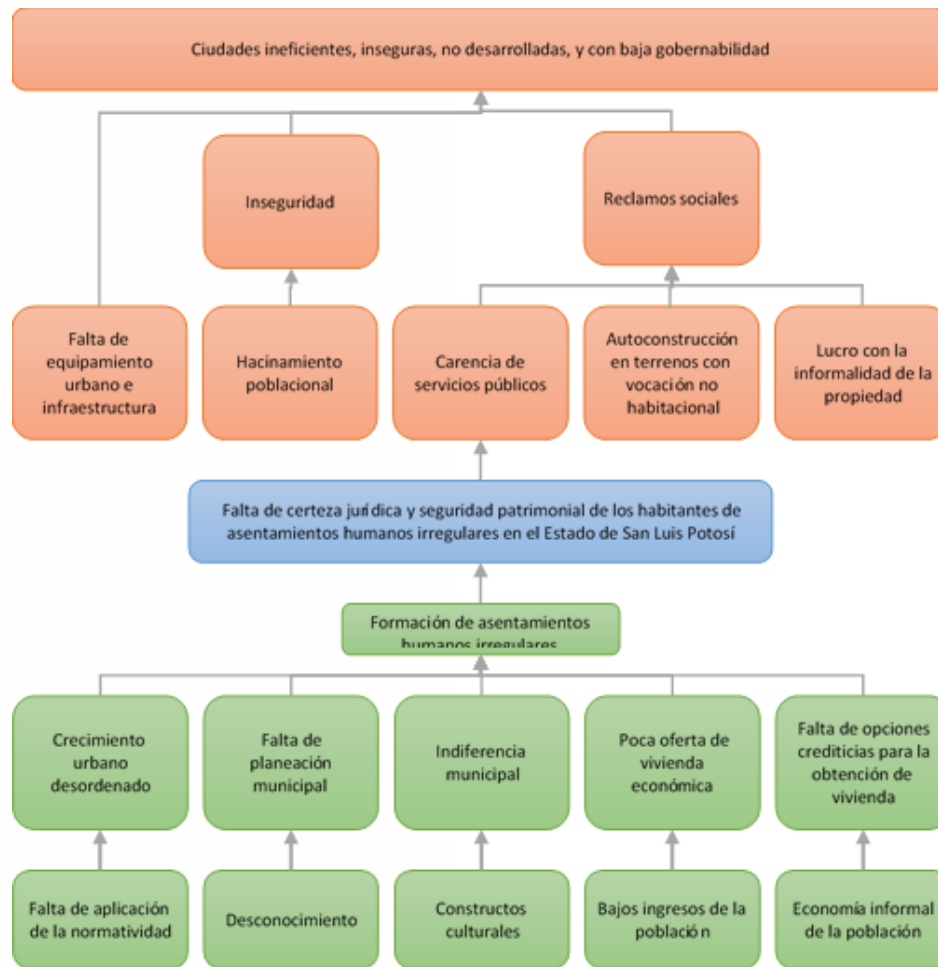 Ciudades ineficientes, inseguras, no desarrolladas, y con baja gobernabilidad
Inseguridad
Reclamos sociales
Falta de
equipamiento
urbano e
infraestructura
Hacinamiento
poblacional
Carencia de
servicios públicos
Autoconstrucción
en terrenos con
vocación no
habitacional
Lucro con la
informalidad de la
propiedad
Falta de certeza jurídica y seguridad patrimonial de los habitantes de
asentamientos humanos irregulares en el Estado de San Luis Potosí
Formación de asentamientos
humanos irregulares
Crecimiento
urbano
desordenado
Falta de
planeación
municipal
Indiferencia
municipal
Poca oferta de
vivienda
económica
Falta de opciones
crediticias para la
obtención de
vivienda
Falta de aplicación
de la normatividad
Desconocimiento
Constructos
culturales
Bajos ingresos de la
población
Economía informal
de la población